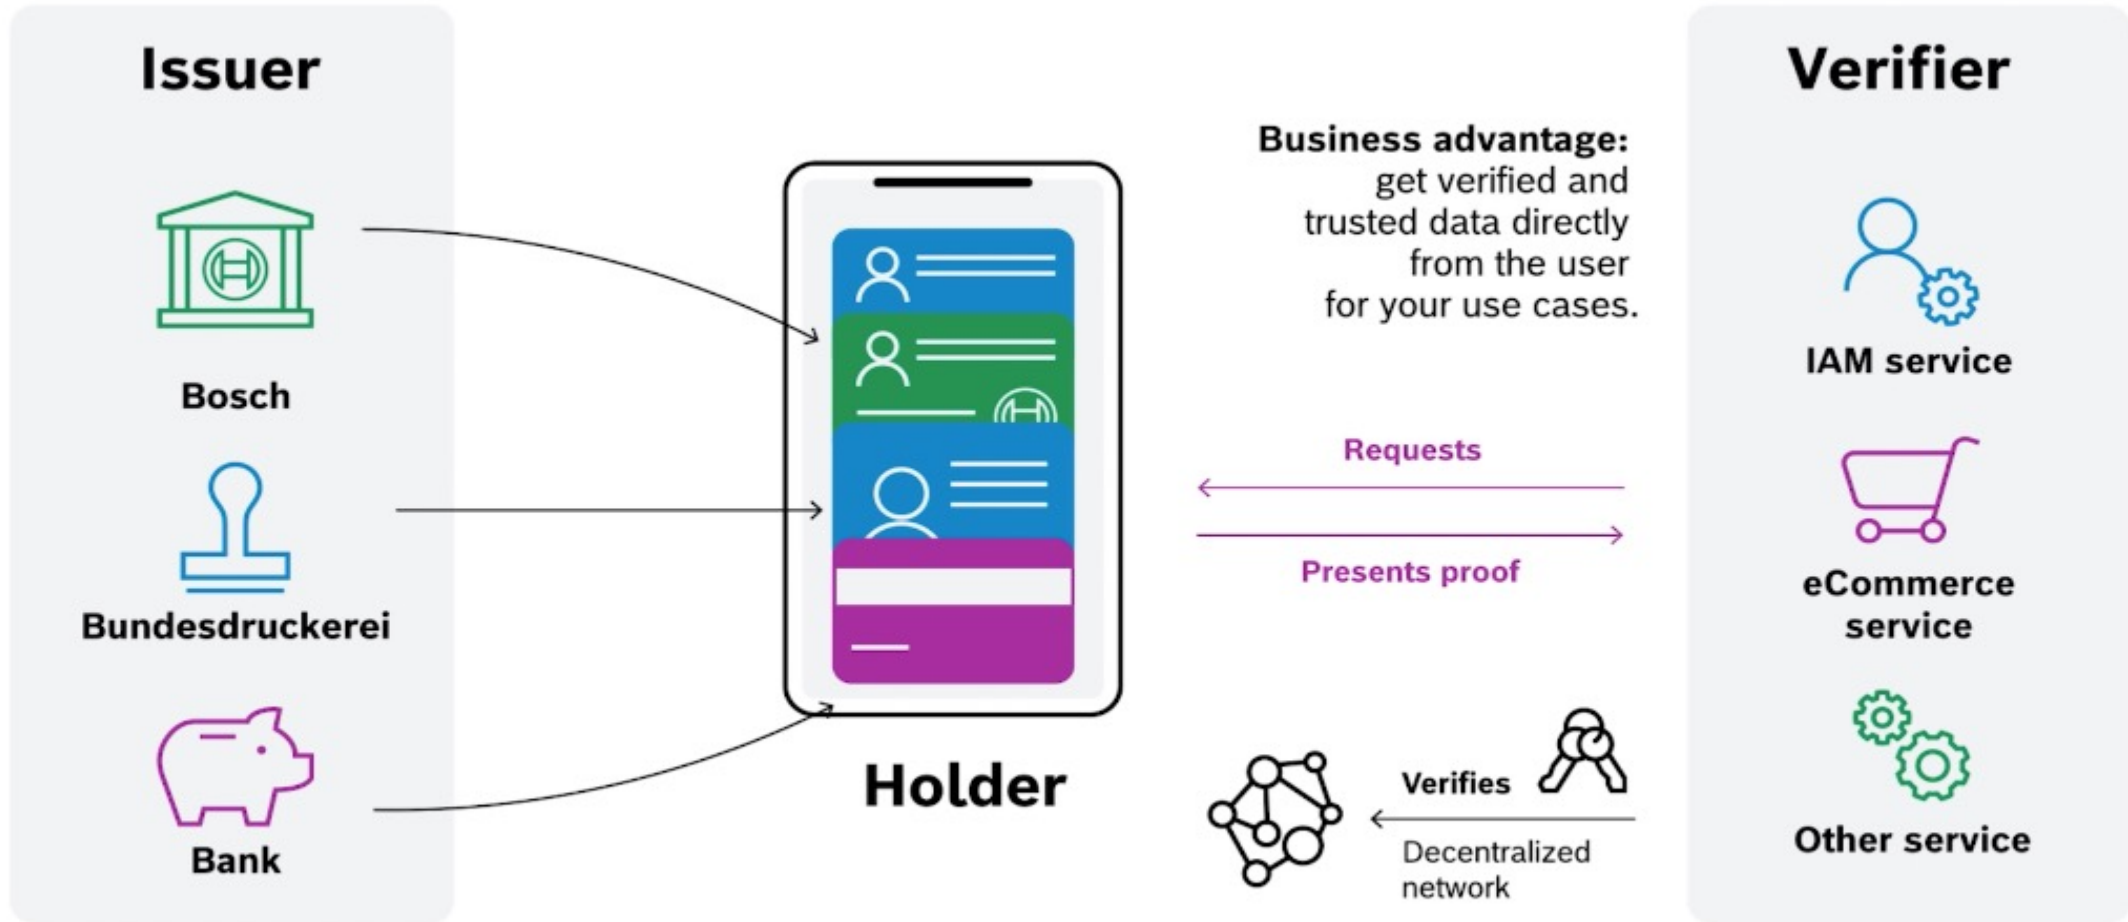 Issuer
Bosch
Bundesdruckerei
Bank
Holder
Business advantage:
get verified and
trusted data directly
from the user
for your use cases.
Requests
Presents proof
Verifies
Decentralized
network
Verifier
IAM service
eCommerce
service
Other service